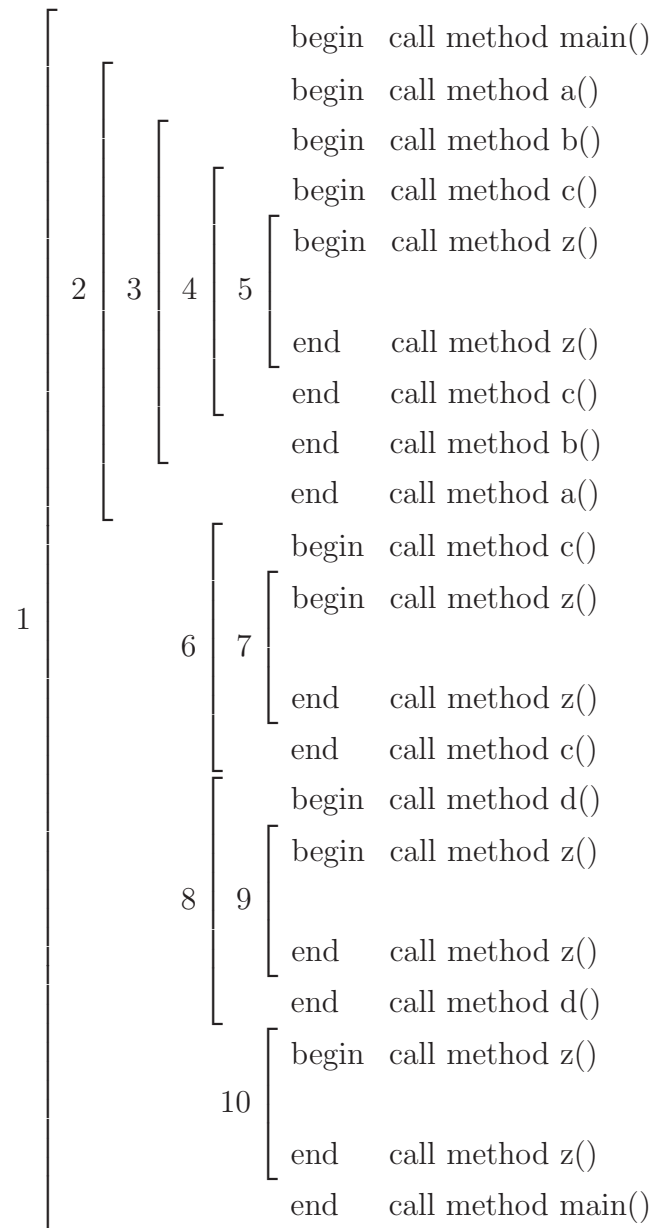 begin call method main()
begin call method a()
begin call method b()
begin call method c()
begin call method z()
2 3 4 5
end call method z()
end call method c()
end call method b()
end call method a()
begin call method c()
begin call method z()
1
6 7
end call method z()
end call method c()
begin call method d()
begin call method z()
8 9
end call method z()
end call method d()
begin call method z()
10
end call method z()
end call method main()